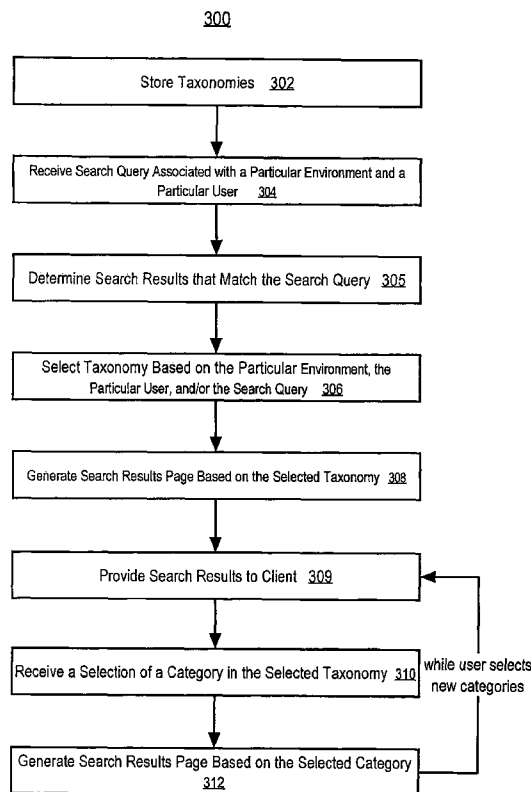 300
Store Taxonomies 302
Receive Search Query Associated with a Particular Environment and a
Particular User 304
Determine Search Results that Match the Search Query 305
Select Taxonomy Based on the Particular Environment, the
Particular User, and/or the Search Query 306
Generate Search Results Page Based on the Selected Taxonomy 308
Provide Search Results to Client 309
Receive a Selection of a Category in the Selected Taxonomy 310
while user selects
new categories
Generate Search Results Page Based on the Selected Category
312